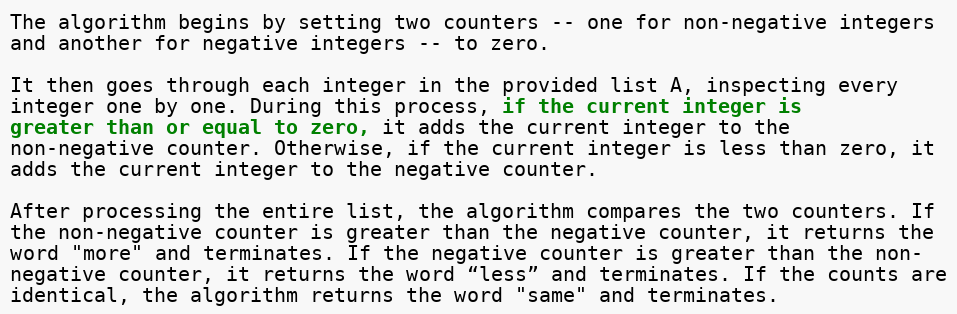 The algorithm begins by setting two counters -- one for non-negative integers
and another for negative integers -- to zero.
It then goes through each integer in the provided list A, inspecting every
integer one by one. During this process, if the current integer is
greater than or equal to zero, it adds the current integer to the
non-negative counter. Otherwise, if the current integer is less than zero, it
adds the current integer to the negative counter.
After processing the entire list, the algorithm compares the two counters. If
the non-negative counter is greater than the negative counter, it returns the
word "more" and terminates. If the negative counter is greater than the non-
negative counter, it returns the word “less” and terminates. If the counts are
identical, the algorithm returns the word "same" and terminates.